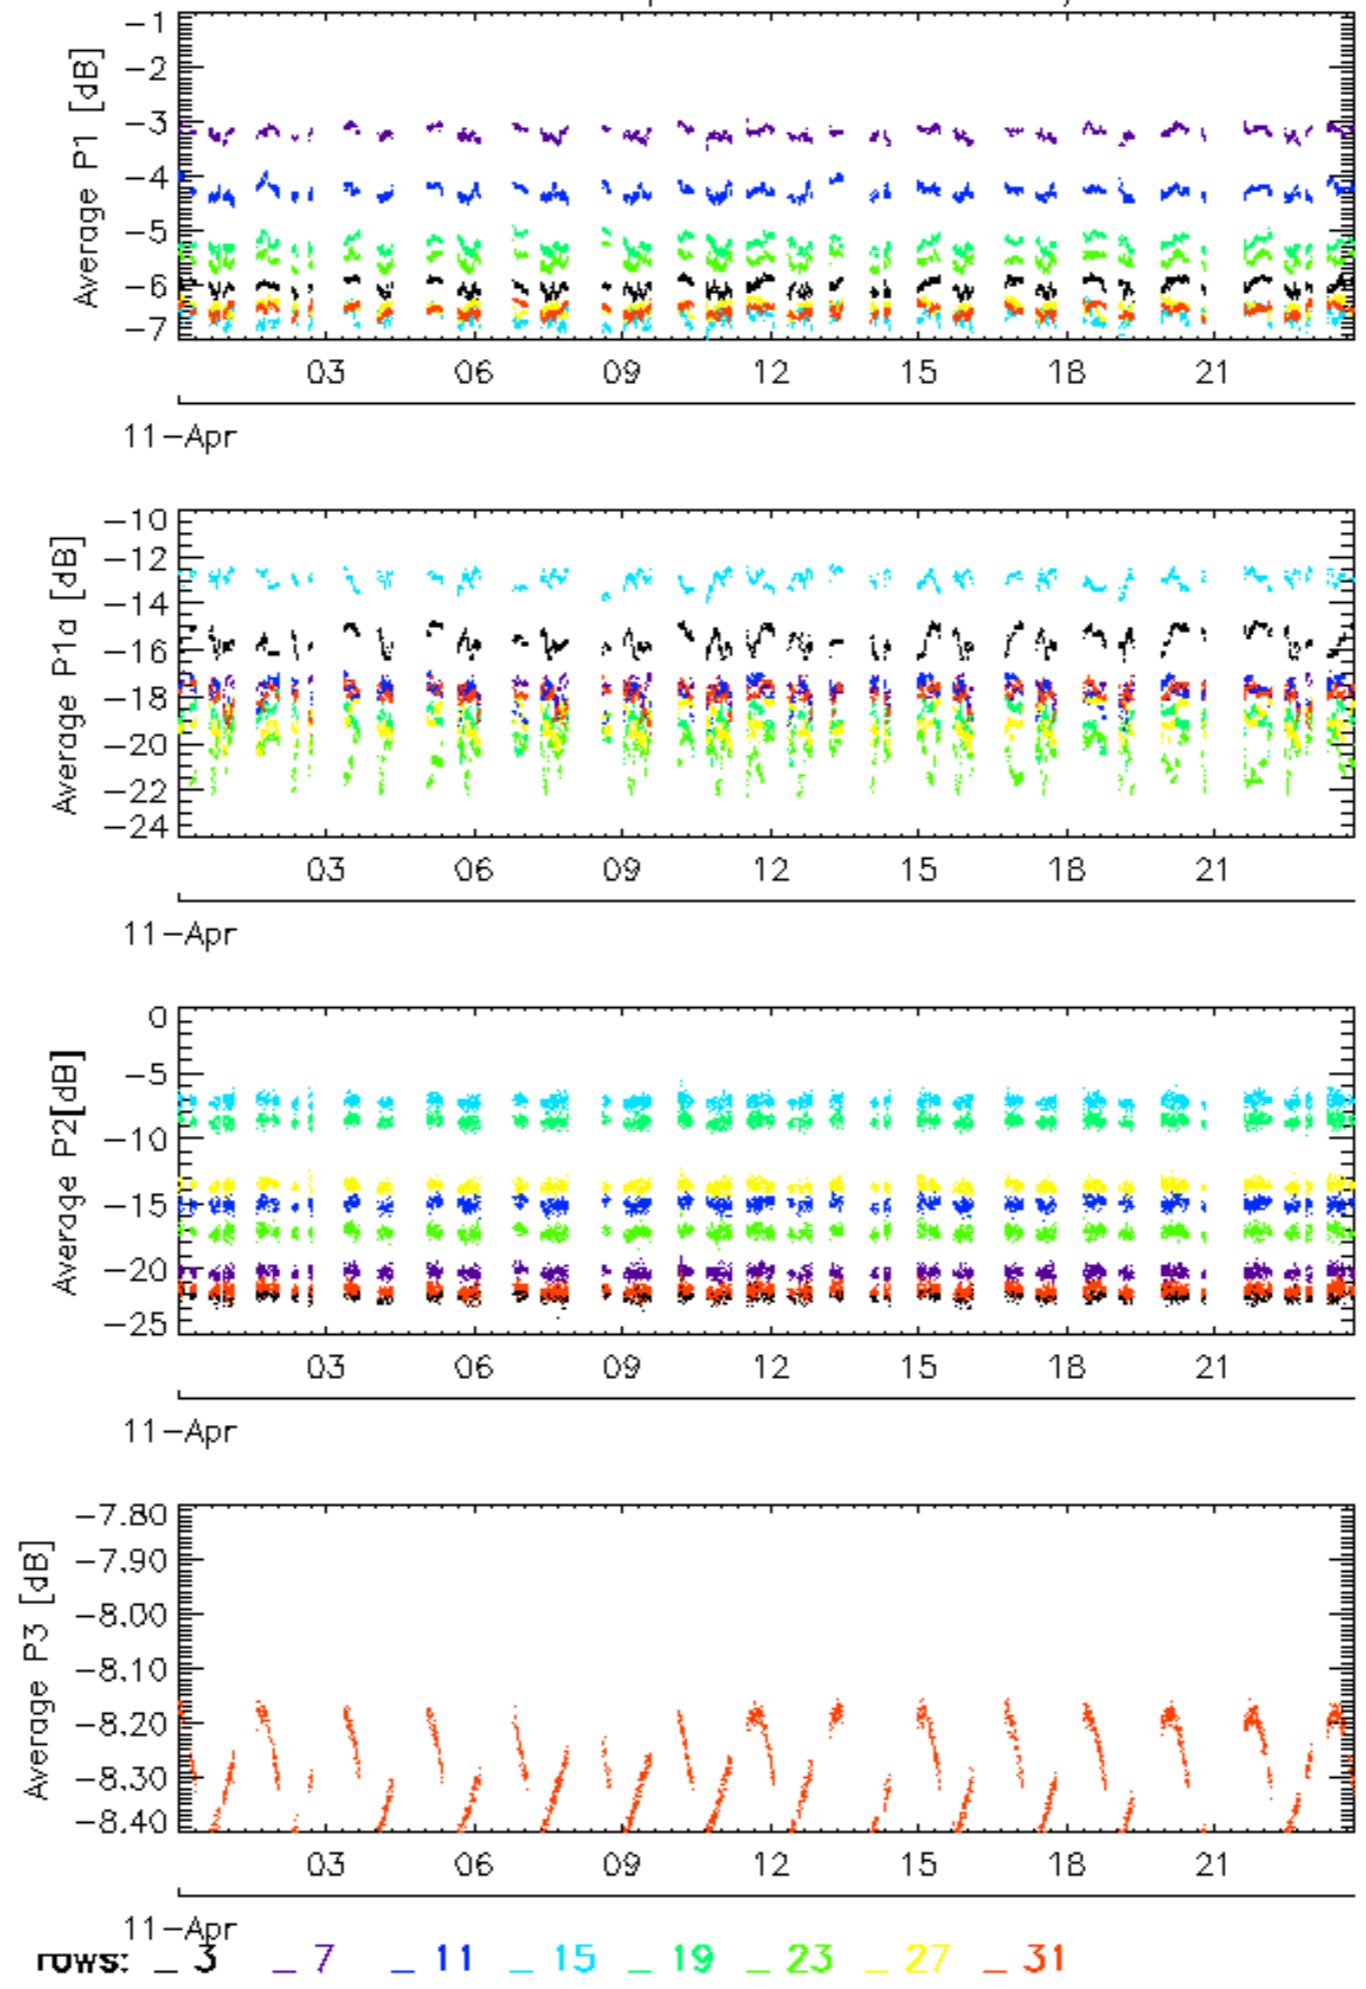 Average P1 [dB]
-1
-2
-3
-4
-5
-6
-7
03 06 09 12 15 18 21
11-Apr
Average P1a [dB]
-10
-12
-14
-16
-18
-20
-22
-24
03 06 09 12 15 18 21
11-Apr
Average P2[dB]
0
-5
-10
-15
-20
-25
03 06 09 12 15 18 21
11-Apr
Average P3 [dB]
-7.80
-7.90
-8.00
-8.10
-8.20
-8.30
-8.40
03 06 09 12 15 18 21
11-Apr
rows: _ 3 _ 7 _ 11 _ 15 _ 19 _ 23 _ 27 _ 31